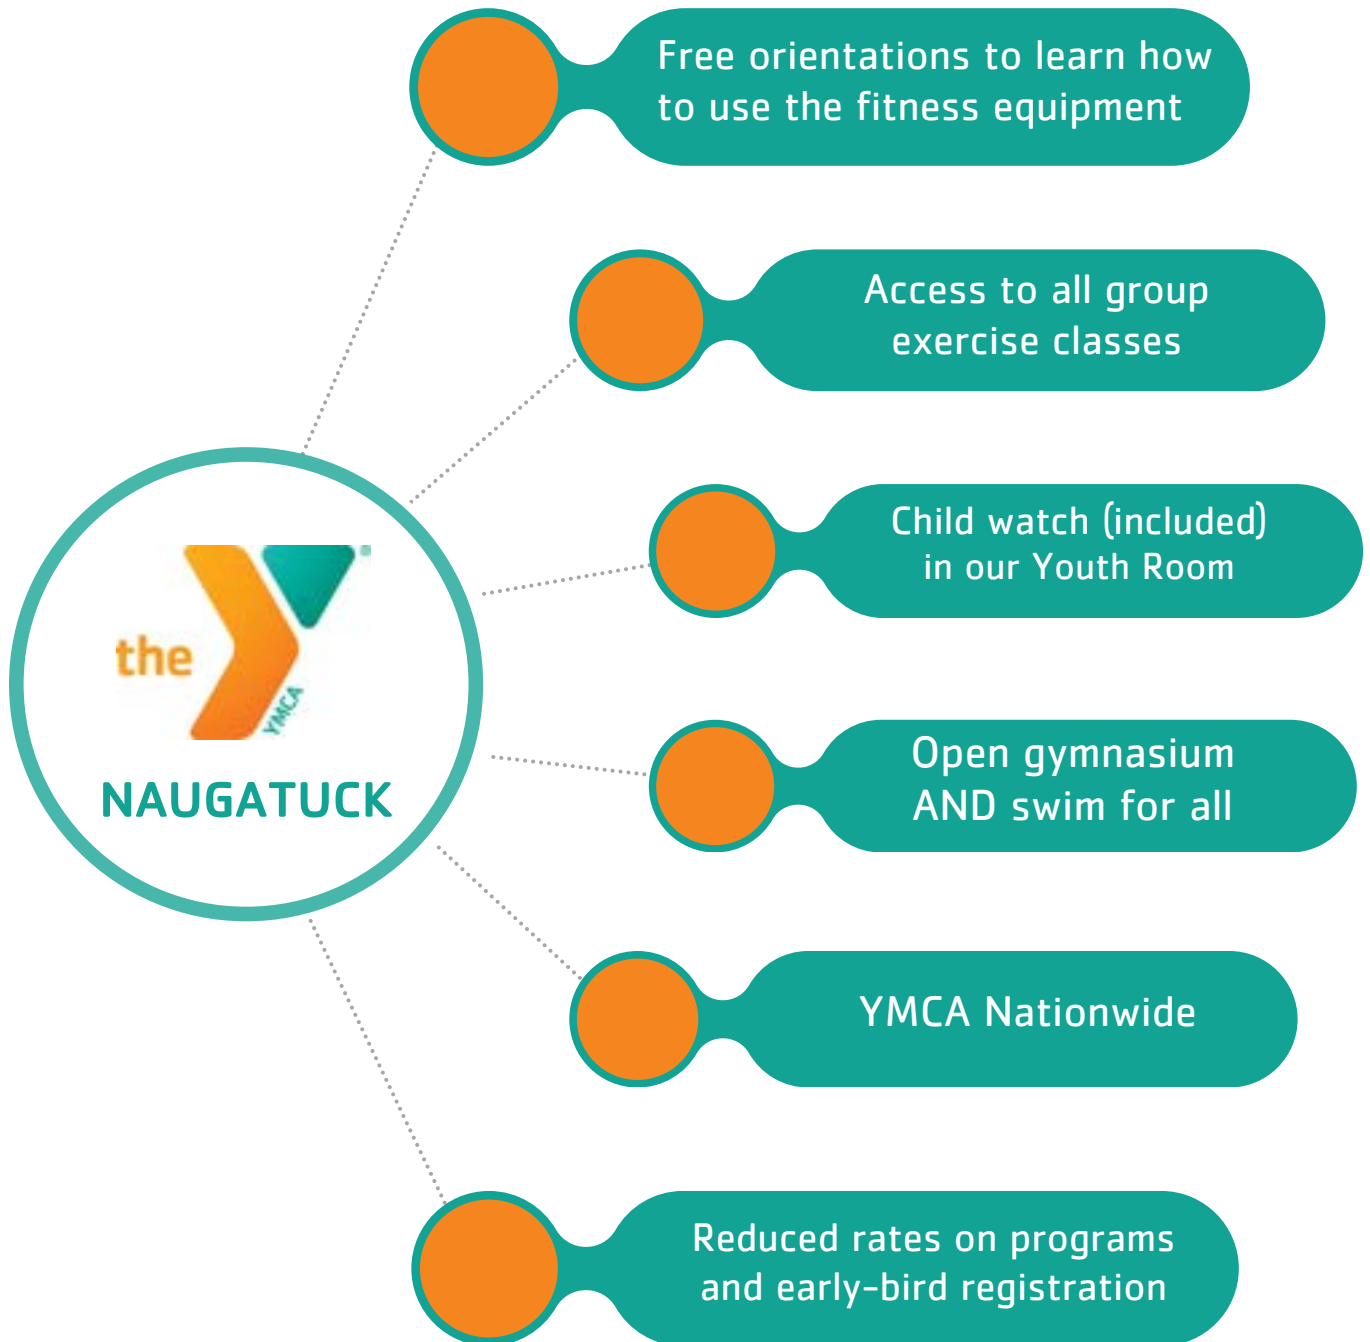 Free orientations to learn how
to use the fitness equipment
Access to all group
exercise classes
Child watch (included)
in our Youth Room
the
YMCA
NAUGATUCK
Open gymnasium
AND swim for all
YMCA Nationwide
Reduced rates on programs
and early-bird registration